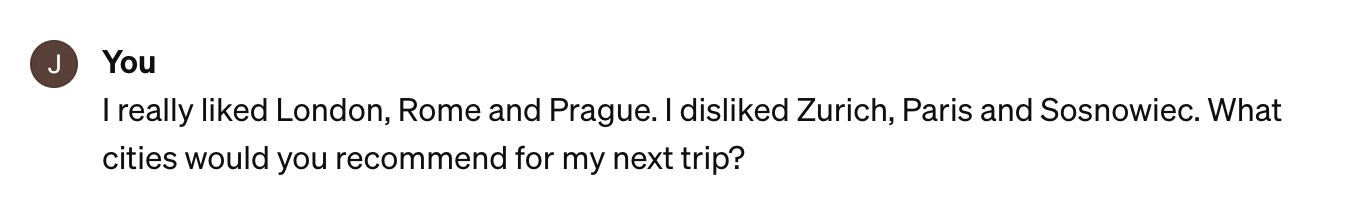 J
You
I really liked London, Rome and Prague. I disliked Zurich, Paris and Sosnowiec. What
cities would you recommend for my next trip?